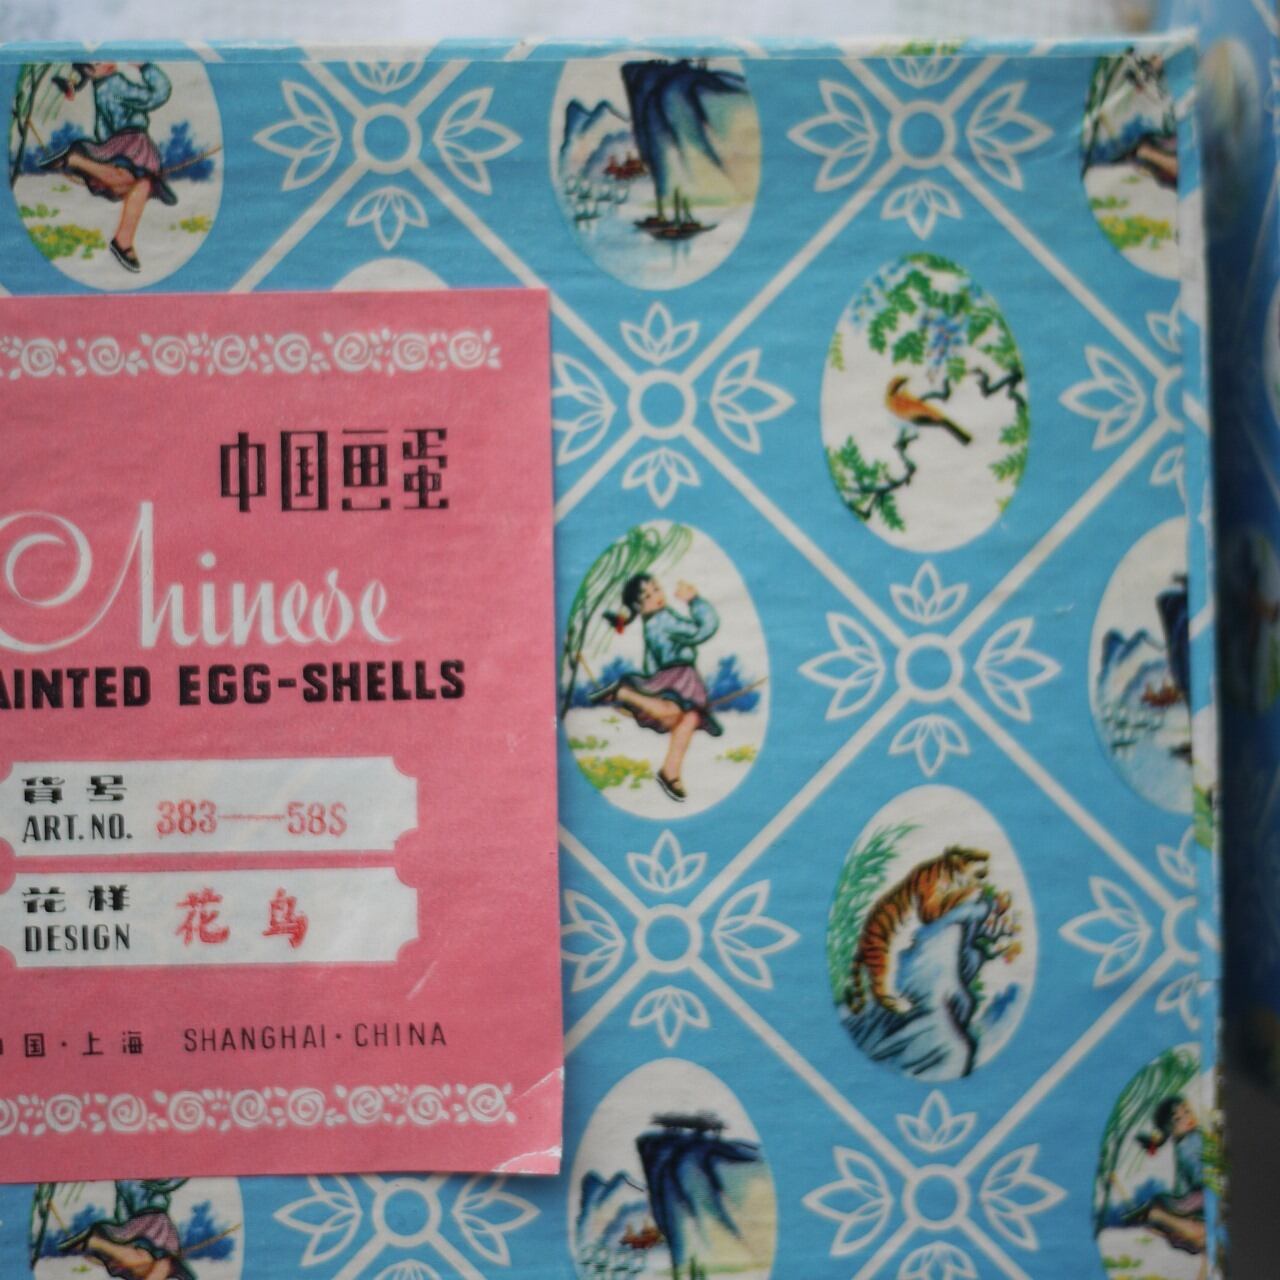 中国画蛋
Chinese
AINTED EGG-SHELLS
貨号
ART.NO. 383—58S
花样
DESIGN 花鸟
国·上海 SHANGHAI·CHINA